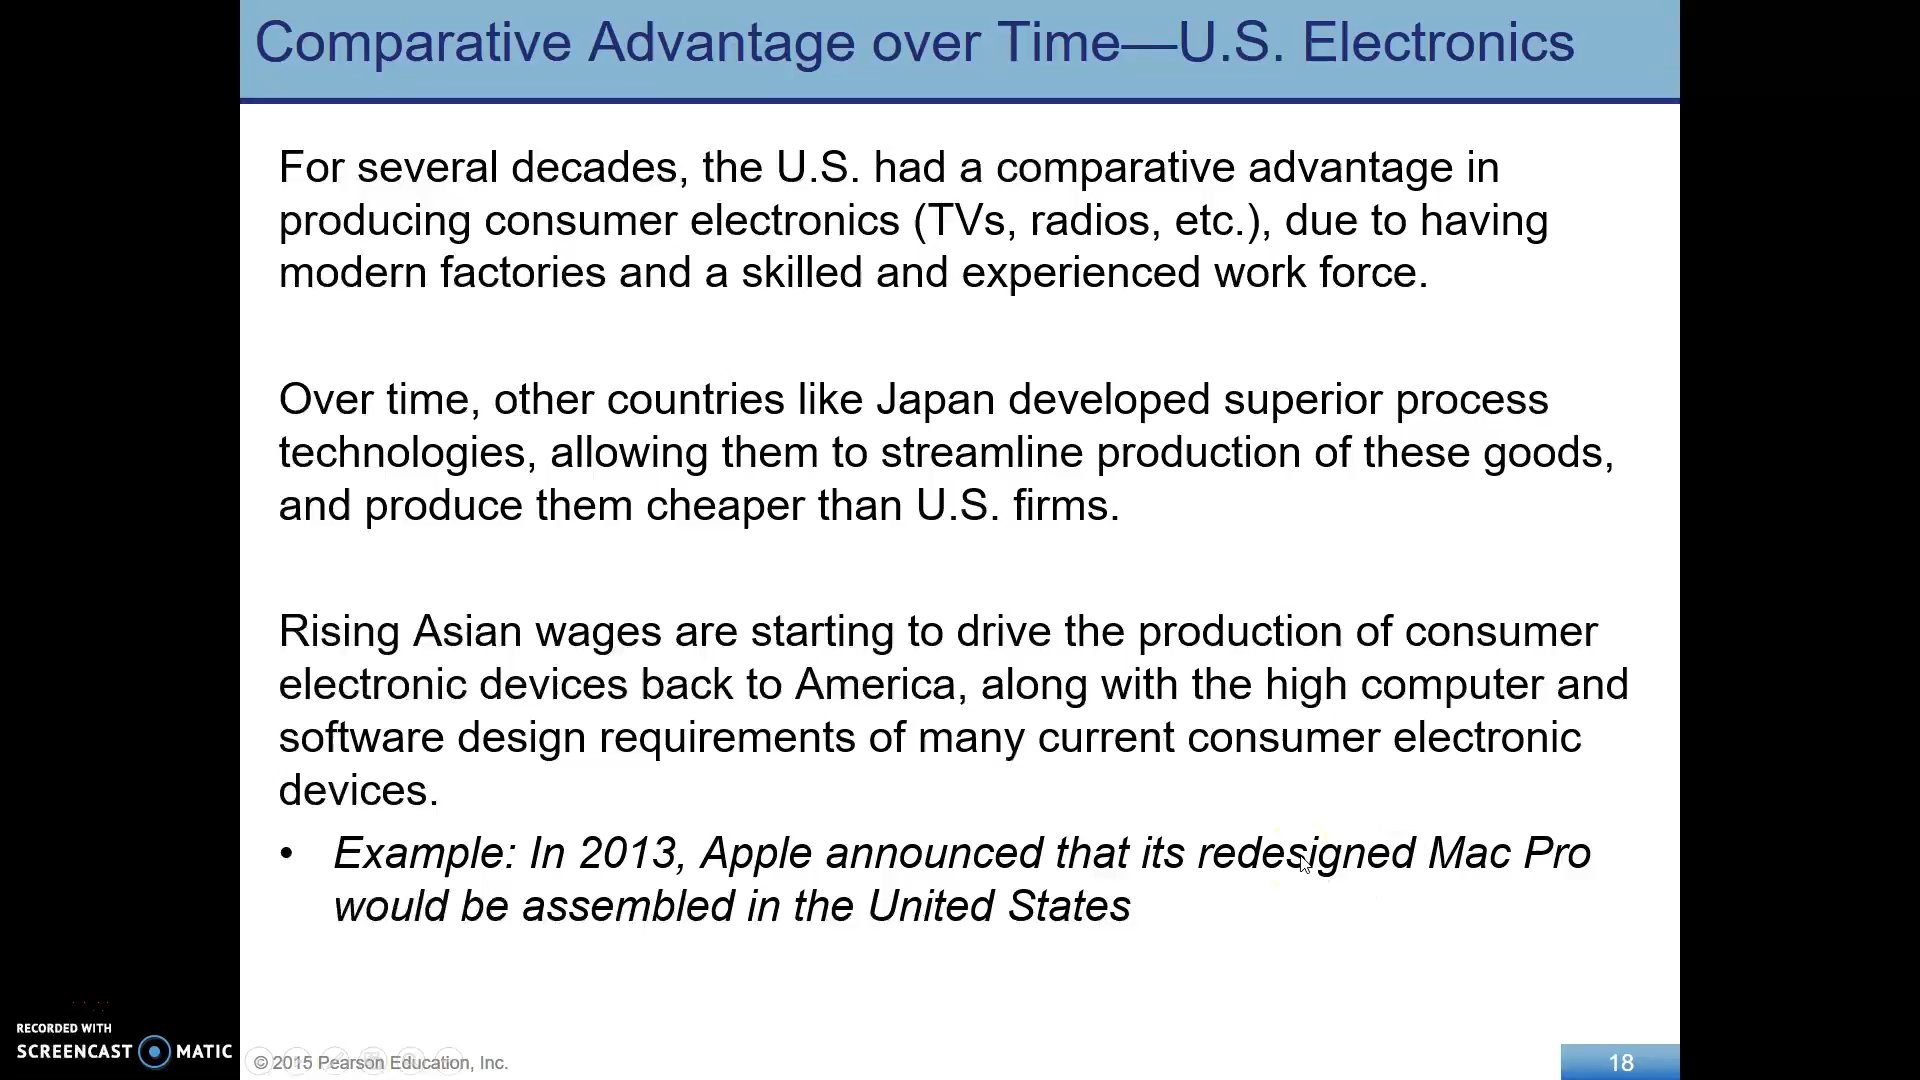 Comparative Advantage over Time—U.S. Electronics
For several decades, the U.S. had a comparative advantage in
producing consumer electronics (TVs, radios, etc.), due to having
modern factories and a skilled and experienced work force.
Over time, other countries like Japan developed superior process
technologies, allowing them to streamline production of these goods,
and produce them cheaper than U.S. firms.
Rising Asian wages are starting to drive the production of consumer
electronic devices back to America, along with the high computer and
software design requirements of many current consumer electronic
devices.
• Example: In 2013, Apple announced that its redesigned Mac Pro
would be assembled in the United States
RECORDED WITH
SCREENCAST MATIC
© 2015 Pearson Education, Inc.
18